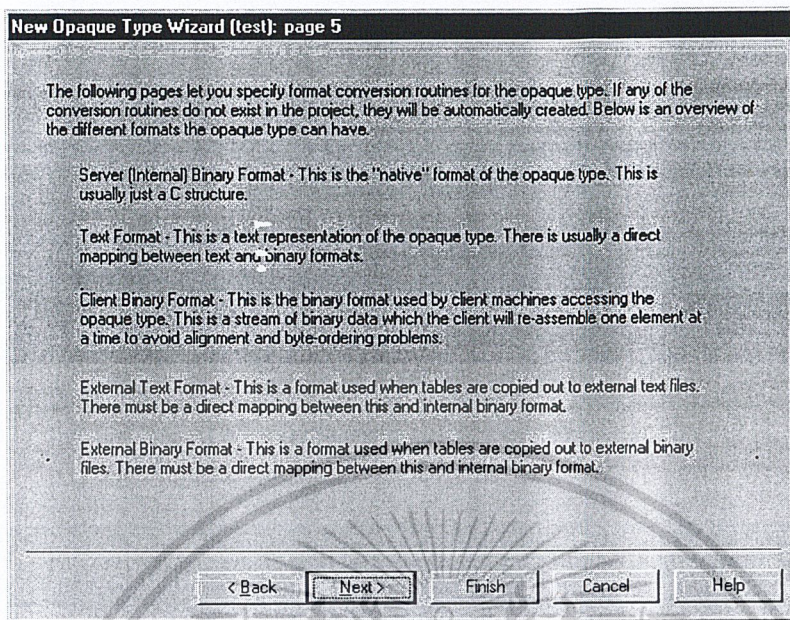 New Opaque Type Wizard (test): page 5
The following pages let you specify format conversion routines for the opaque type. If any of the
conversion routines do not exist in the project, they will be automatically created. Below is an overview of
the different formats the opaque type can have.
Server (Internal) Binary Format - This is the "native" format of the opaque type. This is
usually just a C structure.
Text Format - This is a text representation of the opaque type. There is usually a direct
mapping between text and binary formats.
Client Binary Format - This is the binary format used by client machines accessing the
opaque type. This is a stream of binary data which the client will re-assemble one element at
a time to avoid alignment and byte-ordering problems.
External Text Format - This is a format used when tables are copied out to external text files.
There must be a direct mapping between this and internal binary format.
External Binary Format - This is a format used when tables are copied out to external binary
files. There must be a direct mapping between this and internal binary format.
< Back Next > Finish Cancel Help